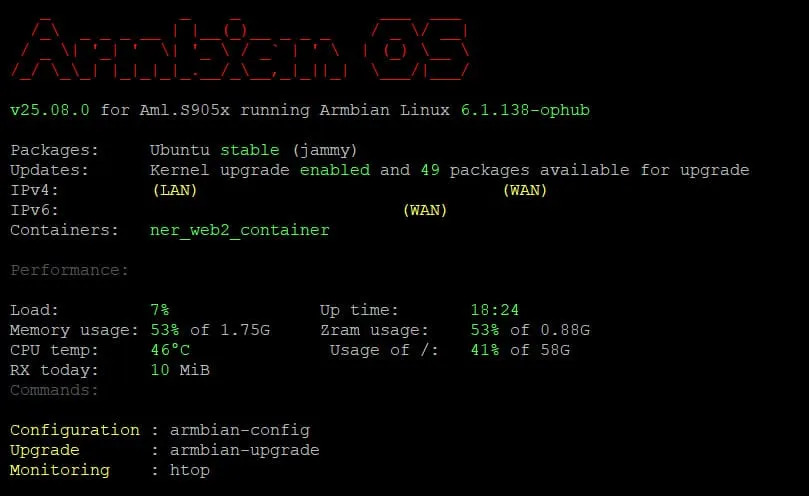 Armbian OS
v25.08.0 for Aml.S905x running Armbian Linux 6.1.138-ophub
Packages: Ubuntu stable (jammy)
Updates: Kernel upgrade enabled and 49 packages available for upgrade
IPv4: (LAN) (WAN)
IPv6: (WAN)
Containers: ner_web2_container
Performance:
Load: 7% Up time: 18:24
Memory usage: 53% of 1.75G Zram usage: 53% of 0.88G
CPU temp: 46°C Usage of /: 41% of 58G
RX today: 10 MiB
Commands:
Configuration : armbian-config
Upgrade : armbian-upgrade
Monitoring : htop